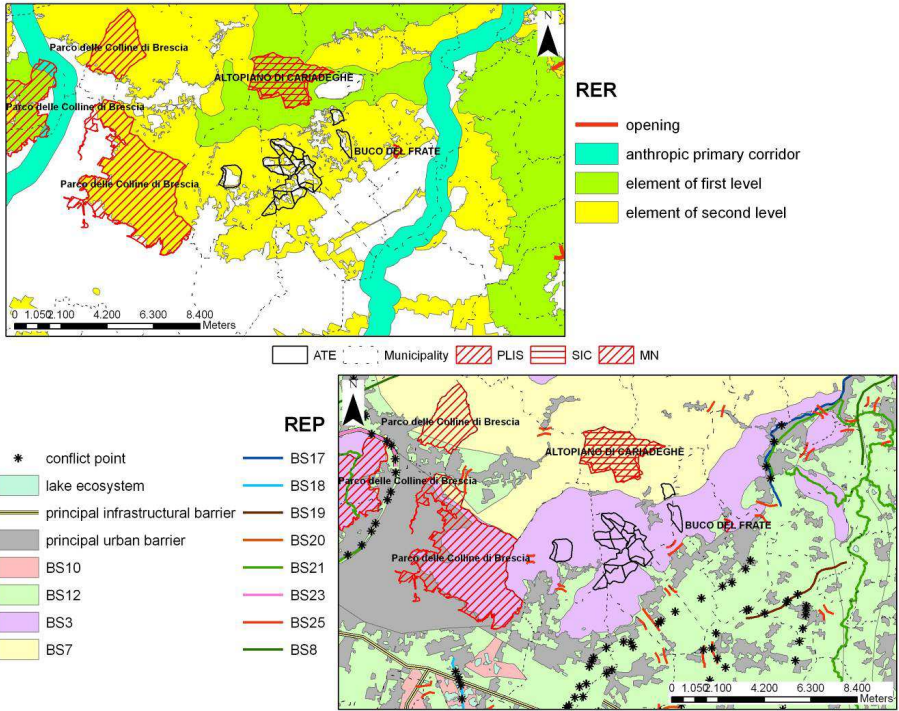 N
Parco delle Colline di Brescia
ALTOPIANO DI CARIADEGHE
Parco delle Colline di Brescia
BUCO DEL FRATE
Parco delle Colline di Brescia
0 1.050 2.100 4.200 6.300 8.400
Meters
RER
opening
anthropic primary corridor
element of first level
element of second level
ATE Municipality PLIS SIC MN
REP
conflict point
lake ecosystem
principal infrastructural barrier
principal urban barrier
BS10
BS12
BS3
BS7
BS17
BS18
BS19
BS20
BS21
BS23
BS25
BS8
N
Parco delle Colline di Brescia
ALTOPIANO DI CARIADEGHE
Parco delle Colline di Brescia
BUCO DEL FRATE
Parco delle Colline di Brescia
0 1.050 2.100 4.200 6.300 8.400
Meters